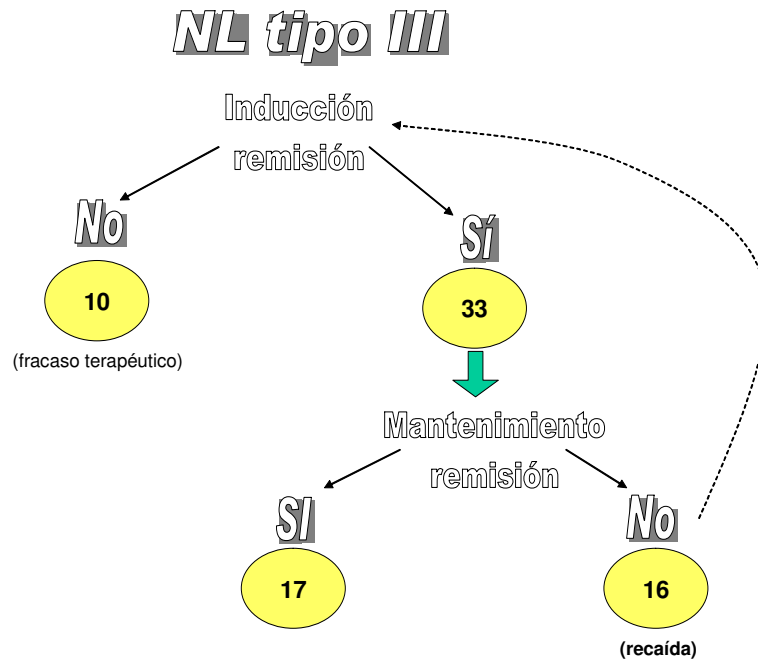 NL tipo III
Inducción
remisión
No
Sí
10
33
(fracaso terapéutico)
Mantenimiento
remisión
SI
No
17
16
(recaída)